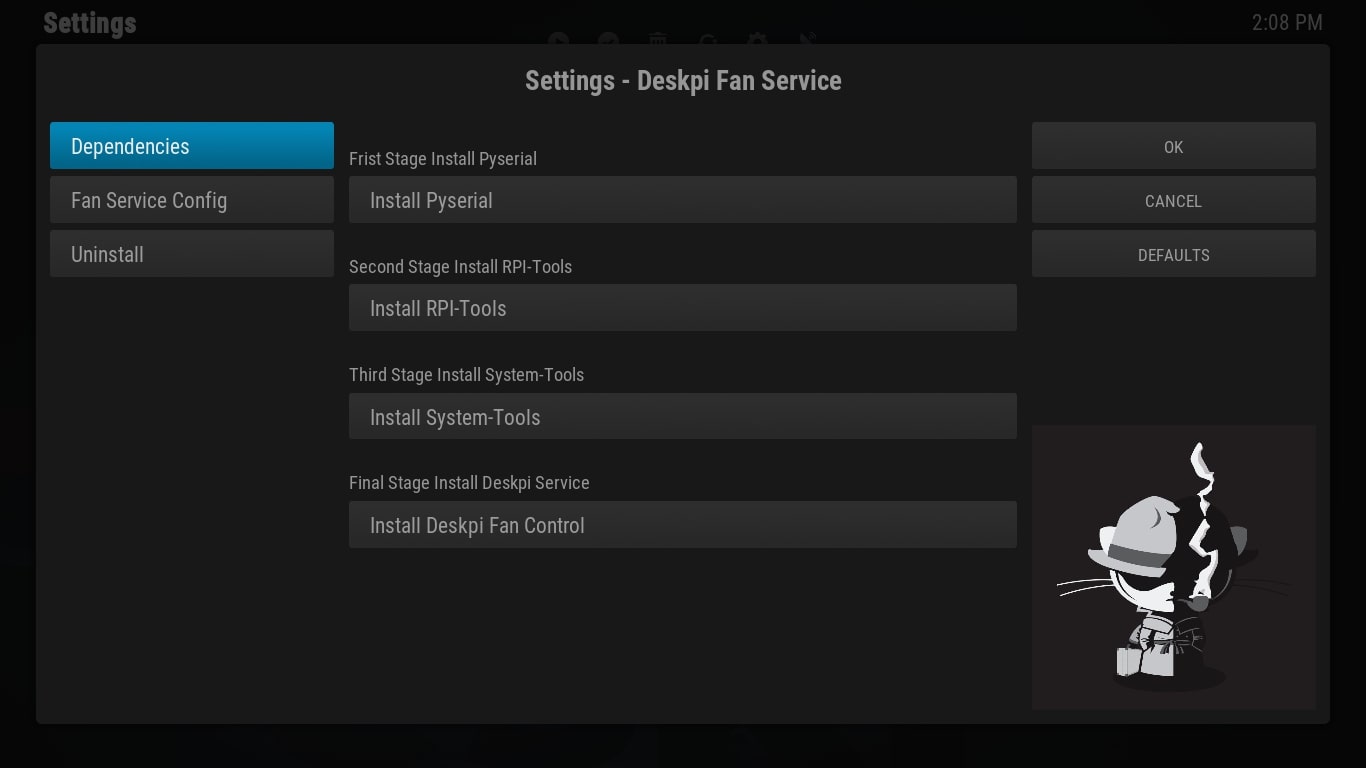 Settings
2:08 PM
Settings - Deskpi Fan Service
Dependencies
Fan Service Config
Uninstall
Frist Stage Install Pyserial
Install Pyserial
Second Stage Install RPI-Tools
Install RPI-Tools
Third Stage Install System-Tools
Install System-Tools
Final Stage Install Deskpi Service
Install Deskpi Fan Control
OK
CANCEL
DEFAULTS